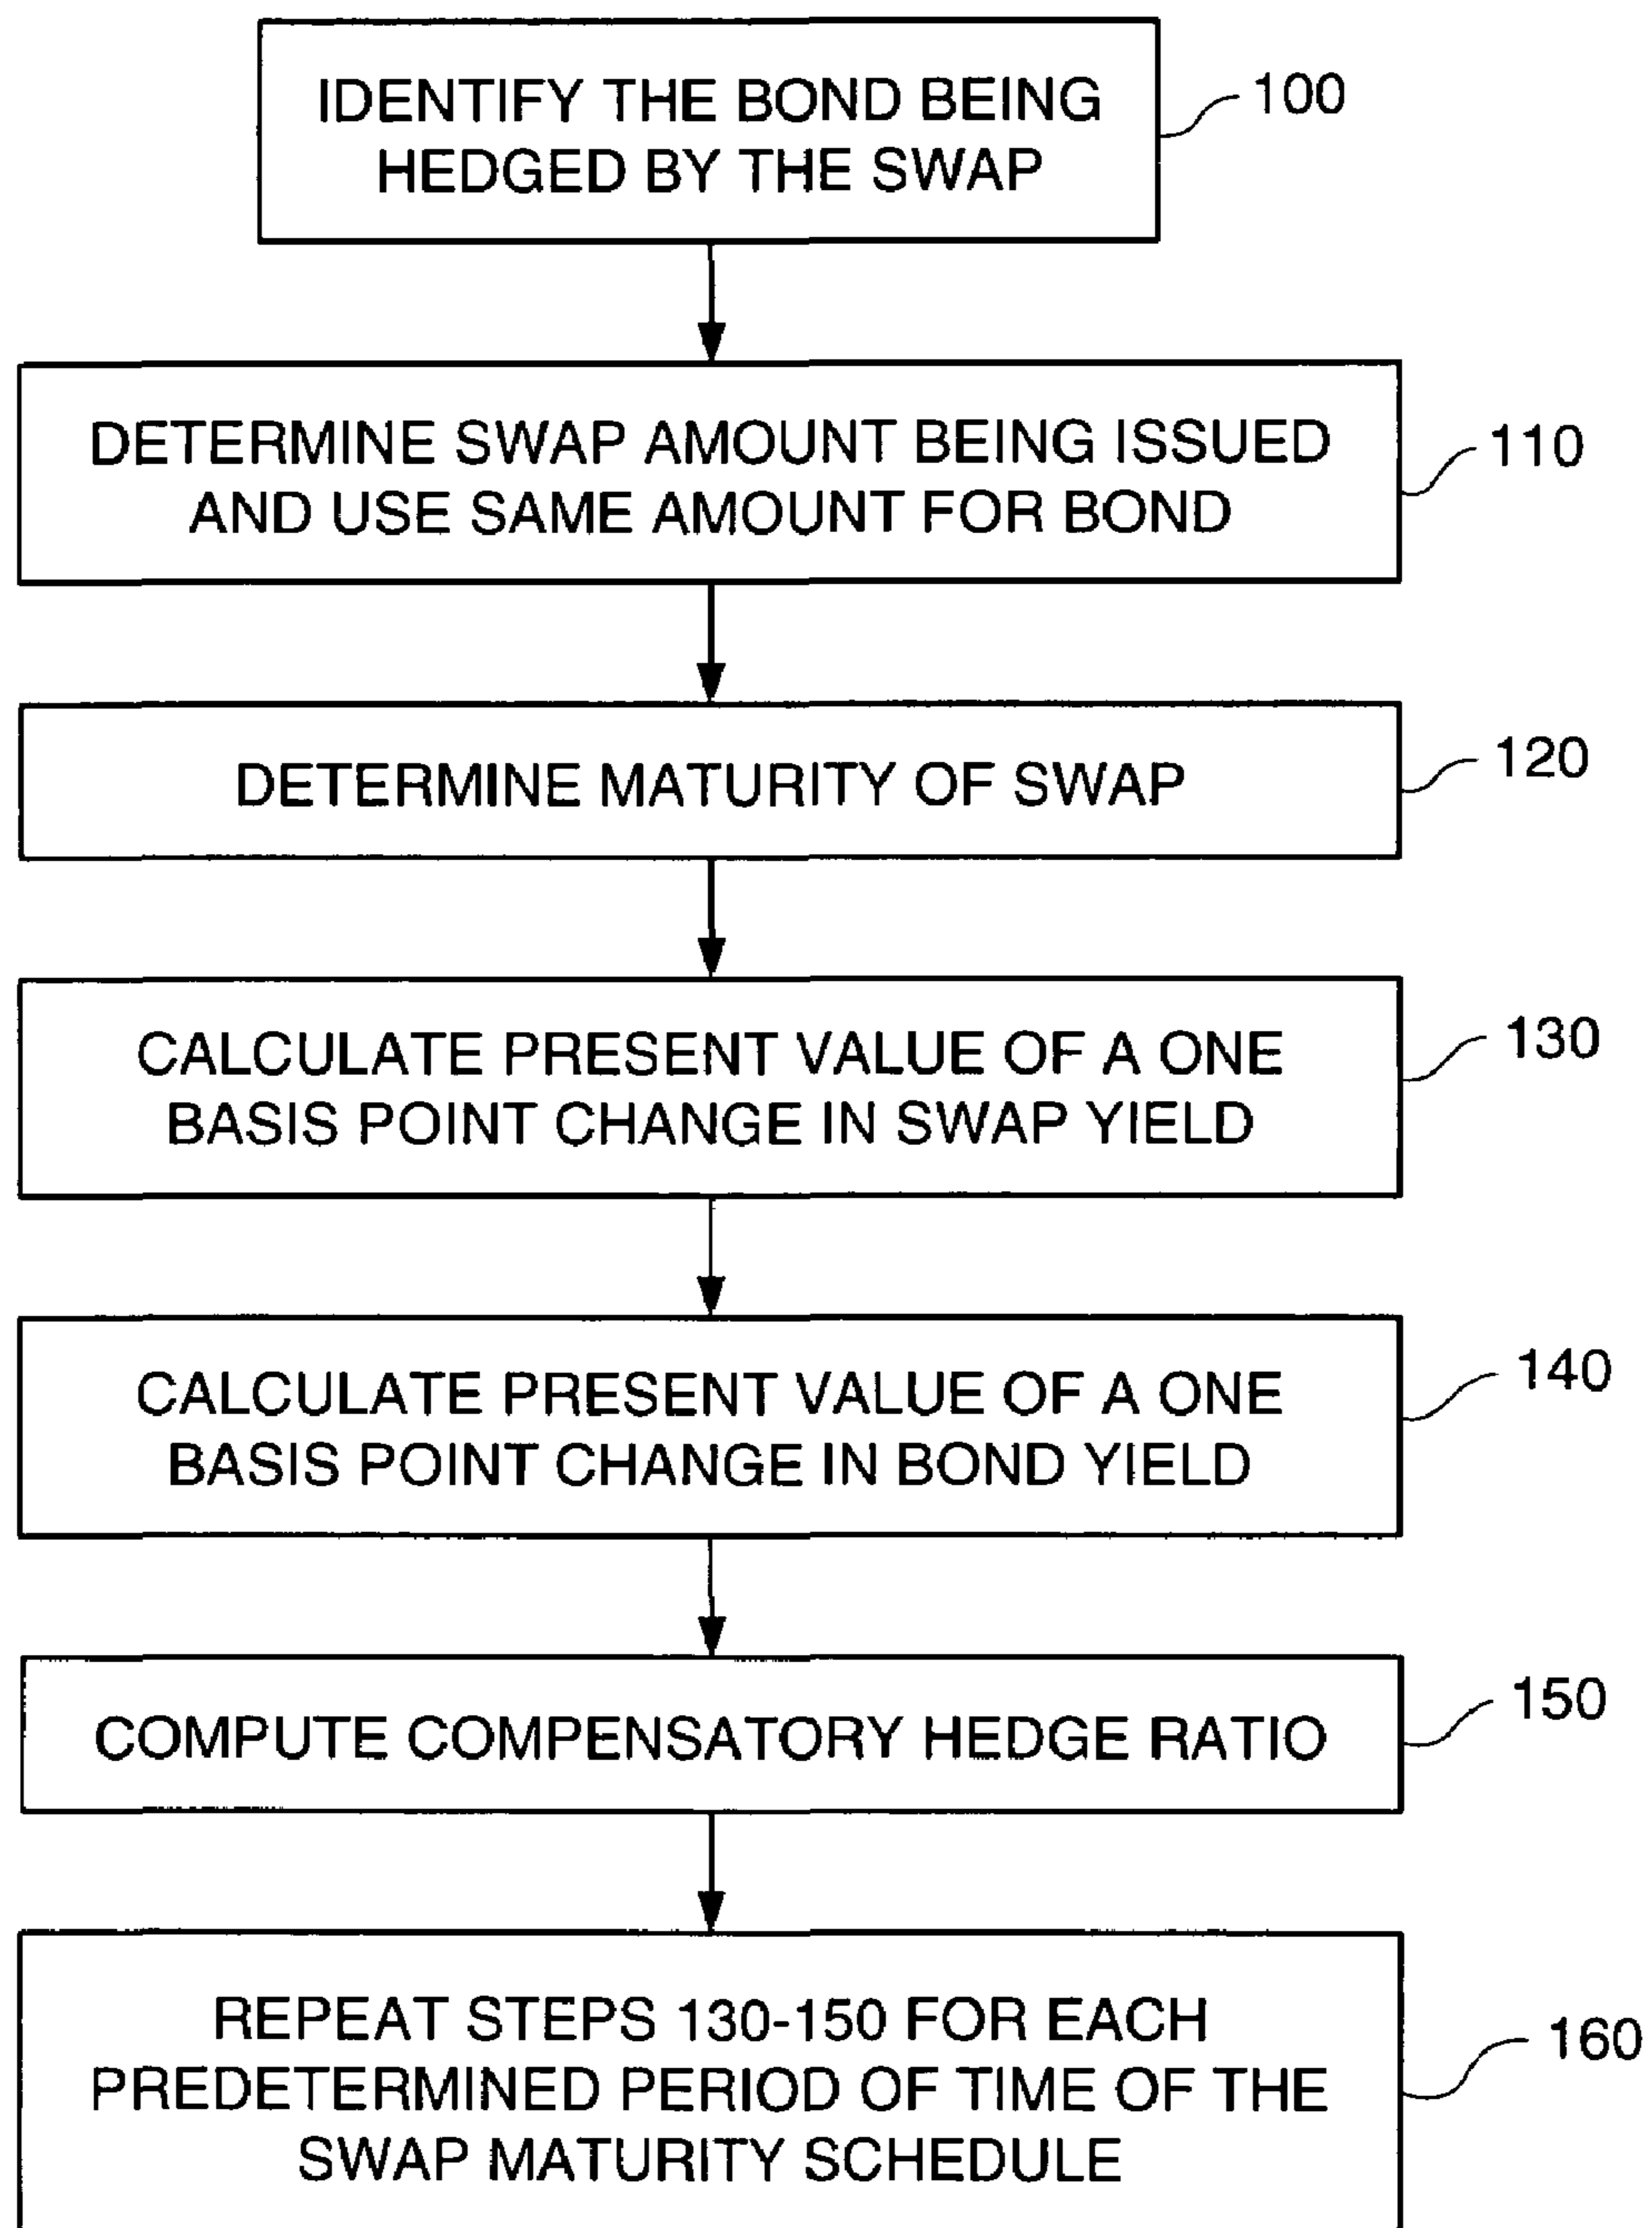 IDENTIFY THE BOND BEING
HEDGED BY THE SWAP
100
DETERMINE SWAP AMOUNT BEING ISSUED
AND USE SAME AMOUNT FOR BOND
110
DETERMINE MATURITY OF SWAP
120
CALCULATE PRESENT VALUE OF A ONE
BASIS POINT CHANGE IN SWAP YIELD
130
CALCULATE PRESENT VALUE OF A ONE
BASIS POINT CHANGE IN BOND YIELD
140
COMPUTE COMPENSATORY HEDGE RATIO
150
REPEAT STEPS 130-150 FOR EACH
PREDETERMINED PERIOD OF TIME OF THE
SWAP MATURITY SCHEDULE
160